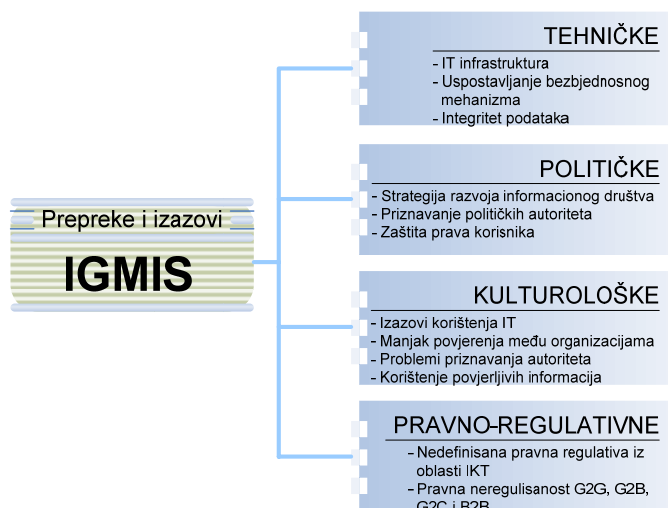 Prepreke i izazovi
IGMIS
TEHNIČKE
- IT infrastruktura
- Uspostavljanje bezbjednosnog
mehanizma
- Integritet podataka
POLITIČKE
- Strategija razvoja informacionog društva
- Priznavanje političkih autoriteta
- Zaštita prava korisnika
KULTUROLOŠKE
- Izazovi korištenja IT
- Manjak povjerenja među organizacijama
- Problemi priznavanja autoriteta
- Korištenje povjerljivih informacija
PRAVNO-REGULATIVNE
- Nedefinisana pravna regulativa iz
oblasti IKT
- Pravna neregulisanost G2G, G2B,
G2C i B2B